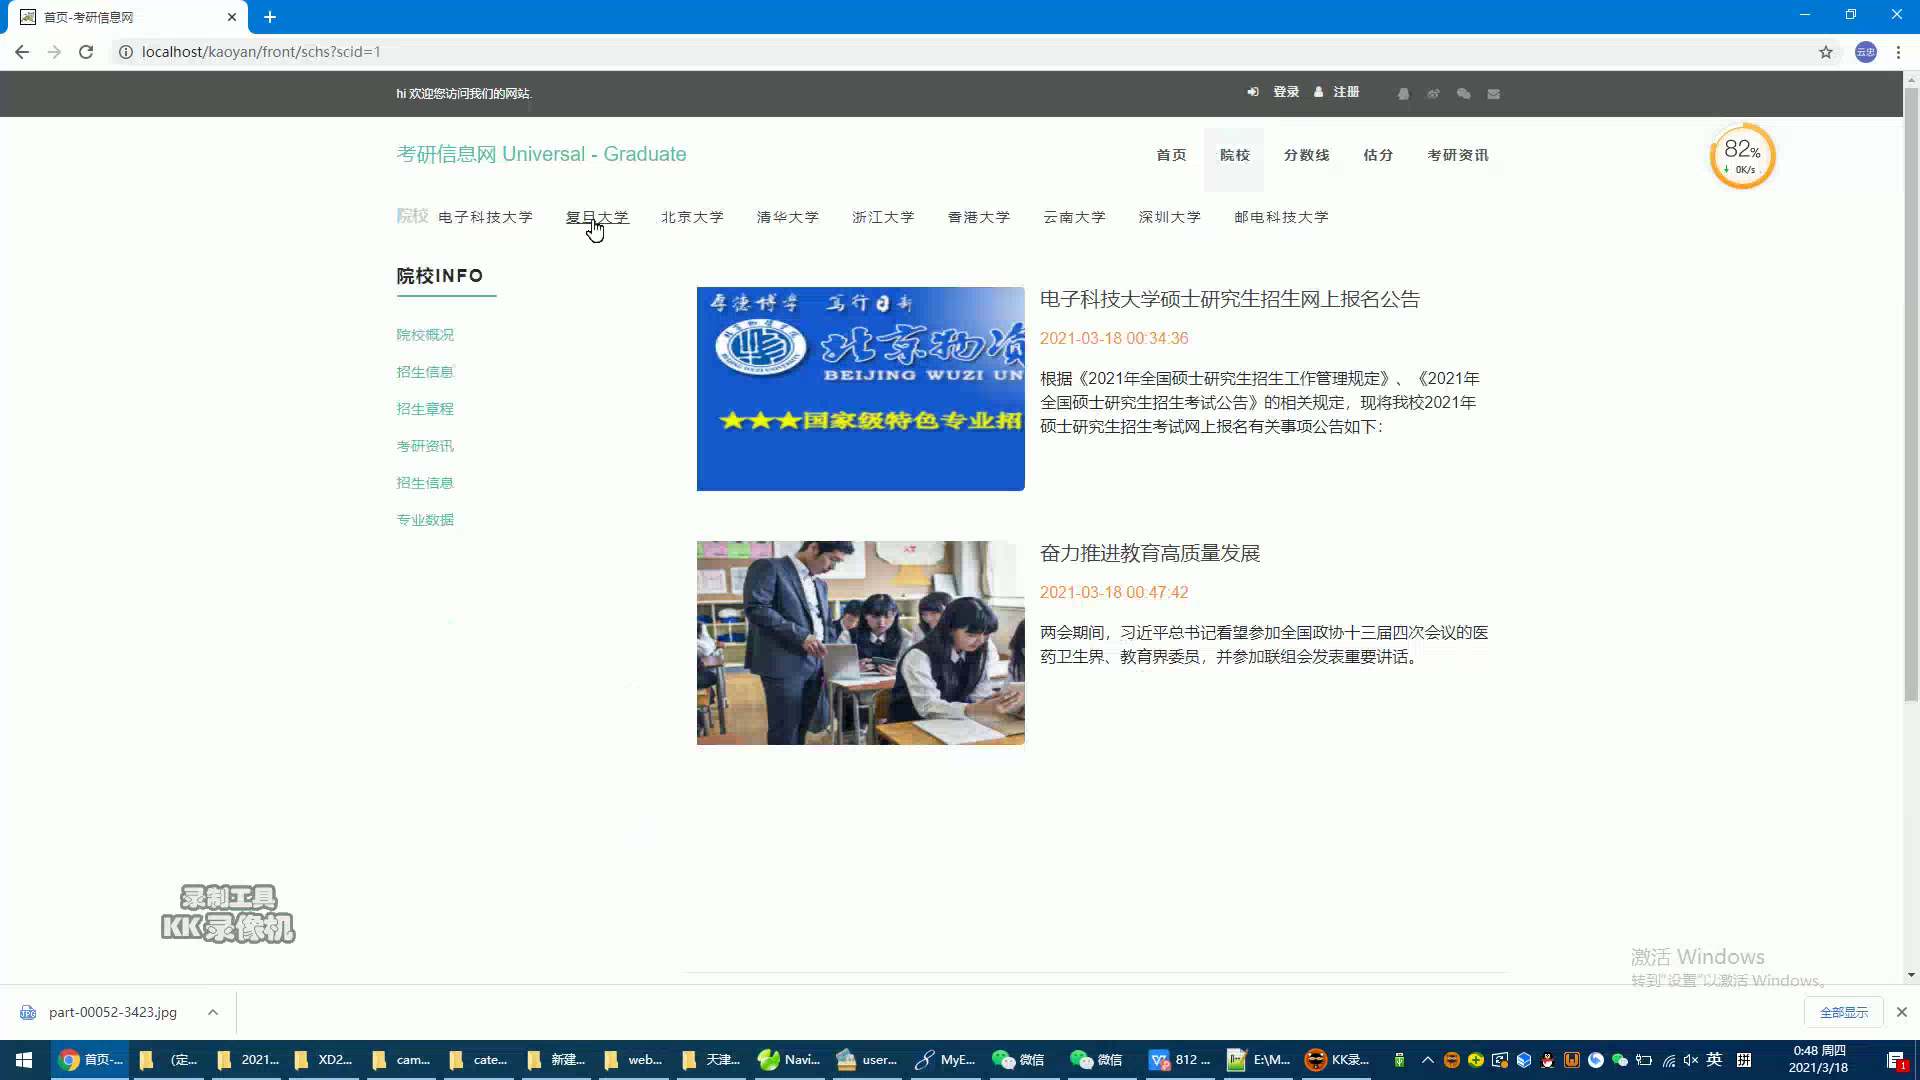 首页-考研信息网
localhost/kaoyan/front/schs?scid=1
云忠
hi 欢迎您访问我们的网站.
登录 注册
考研信息网 Universal - Graduate
首页 院校 分数线 估分 考研资讯
82%
0K/s
院校 电子科技大学 复旦大学 北京大学 清华大学 浙江大学 香港大学 云南大学 深圳大学 邮电科技大学
院校INFO
院校概况
招生信息
招生章程
考研资讯
招生信息
专业数据
厚德博学 笃行日新
北京物资
BEIJING WUZI UN
★★★国家级特色专业招
电子科技大学硕士研究生招生网上报名公告
2021-03-18 00:34:36
根据《2021年全国硕士研究生招生工作管理规定》、《2021年
全国硕士研究生招生考试公告》的相关规定，现将我校2021年
硕士研究生招生考试网上报名有关事项公告如下：
奋力推进教育高质量发展
2021-03-18 00:47:42
两会期间，习近平总书记看望参加全国政协十三届四次会议的医
药卫生界、教育界委员，并参加联组会发表重要讲话。
录制工具
KK录像机
激活 Windows
转到"设置"以激活 Windows。
part-00052-3423.jpg
全部显示
首页-... (定... 2021... XD2... cam... cate... 新建... web... 天津... Navi... user... MyE... 微信 微信 812 ... E:\M... KK录... 英 拼
0:48 周四
2021/3/18
1